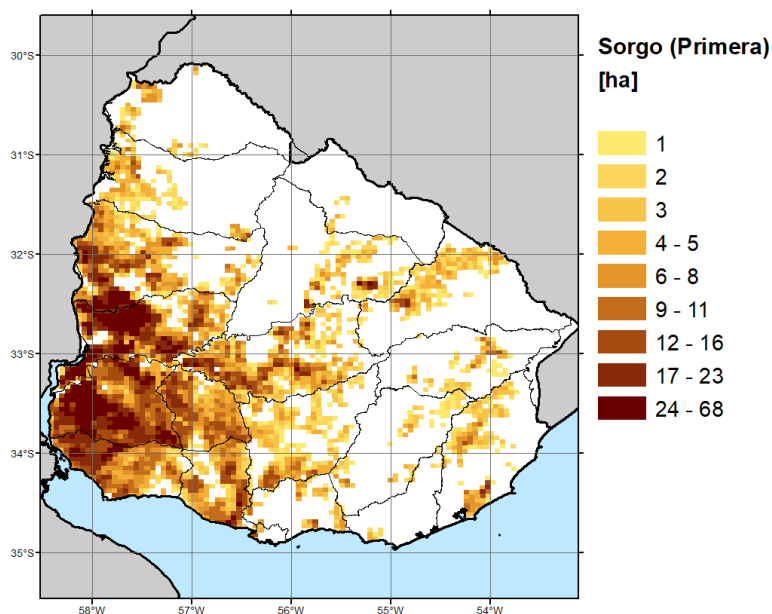 Sorgo (Primera)
[ha]
1
2
3
4 - 5
6 - 8
9 - 11
12 - 16
17 - 23
24 - 68
30°S
31°S
32°S
33°S
34°S
35°S
58°W 57°W 56°W 55°W 54°W